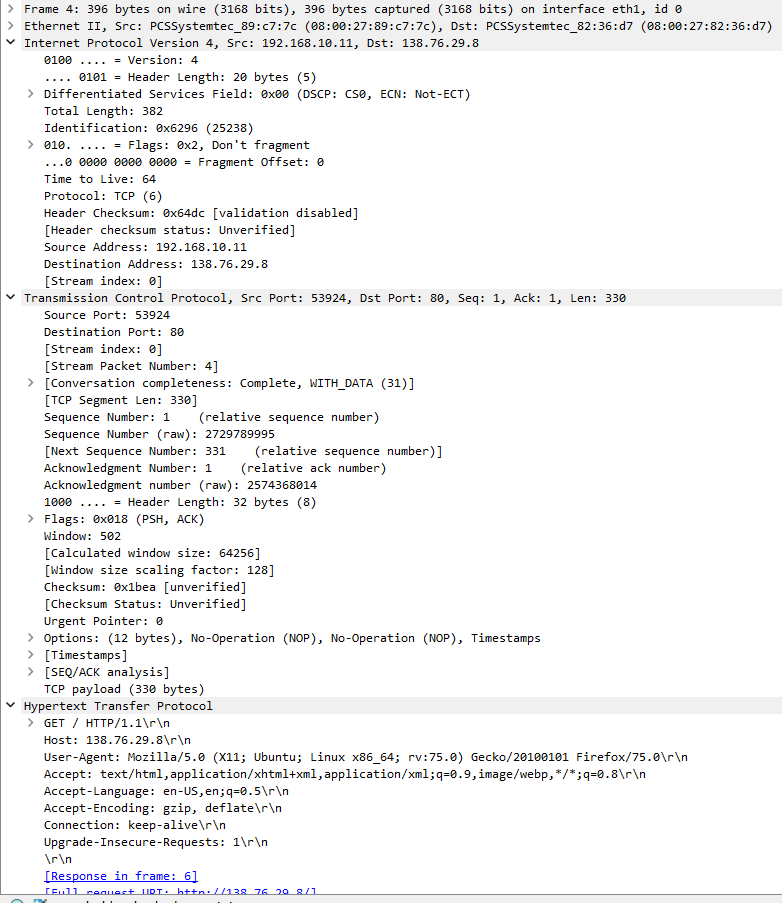 Frame 4: 396 bytes on wire (3168 bits), 396 bytes captured (3168 bits) on interface eth1, id 0
Ethernet II, Src: PCSSystemtec_89:c7:7c (08:00:27:89:c7:7c), Dst: PCSSystemtec_82:36:d7 (08:00:27:82:36:d7)
Internet Protocol Version 4, Src: 192.168.10.11, Dst: 138.76.29.8
0100 .... = Version: 4
.... 0101 = Header Length: 20 bytes (5)
Differentiated Services Field: 0x00 (DSCP: CS0, ECN: Not-ECT)
Total Length: 382
Identification: 0x6296 (25238)
010. .... = Flags: 0x2, Don't fragment
...0 0000 0000 0000 = Fragment Offset: 0
Time to Live: 64
Protocol: TCP (6)
Header Checksum: 0x64dc [validation disabled]
[Header checksum status: Unverified]
Source Address: 192.168.10.11
Destination Address: 138.76.29.8
[Stream index: 0]
Transmission Control Protocol, Src Port: 53924, Dst Port: 80, Seq: 1, Ack: 1, Len: 330
Source Port: 53924
Destination Port: 80
[Stream index: 0]
[Stream Packet Number: 4]
[Conversation completeness: Complete, WITH_DATA (31)]
[TCP Segment Len: 330]
Sequence Number: 1    (relative sequence number)
Sequence Number (raw): 2729789995
[Next Sequence Number: 331    (relative sequence number)]
Acknowledgment Number: 1    (relative ack number)
Acknowledgment number (raw): 2574368014
1000 .... = Header Length: 32 bytes (8)
Flags: 0x018 (PSH, ACK)
Window: 502
[Calculated window size: 64256]
[Window size scaling factor: 128]
Checksum: 0x1bea [unverified]
[Checksum Status: Unverified]
Urgent Pointer: 0
Options: (12 bytes), No-Operation (NOP), No-Operation (NOP), Timestamps
[Timestamps]
[SEQ/ACK analysis]
TCP payload (330 bytes)
Hypertext Transfer Protocol
GET / HTTP/1.1\r\n
Host: 138.76.29.8\r\n
User-Agent: Mozilla/5.0 (X11; Ubuntu; Linux x86_64; rv:75.0) Gecko/20100101 Firefox/75.0\r\n
Accept: text/html,application/xhtml+xml,application/xml;q=0.9,image/webp,*/*;q=0.8\r\n
Accept-Language: en-US,en;q=0.5\r\n
Accept-Encoding: gzip, deflate\r\n
Connection: keep-alive\r\n
Upgrade-Insecure-Requests: 1\r\n
\r\n
[Response in frame: 6]
[Full request URI: http://138.76.29.8/]